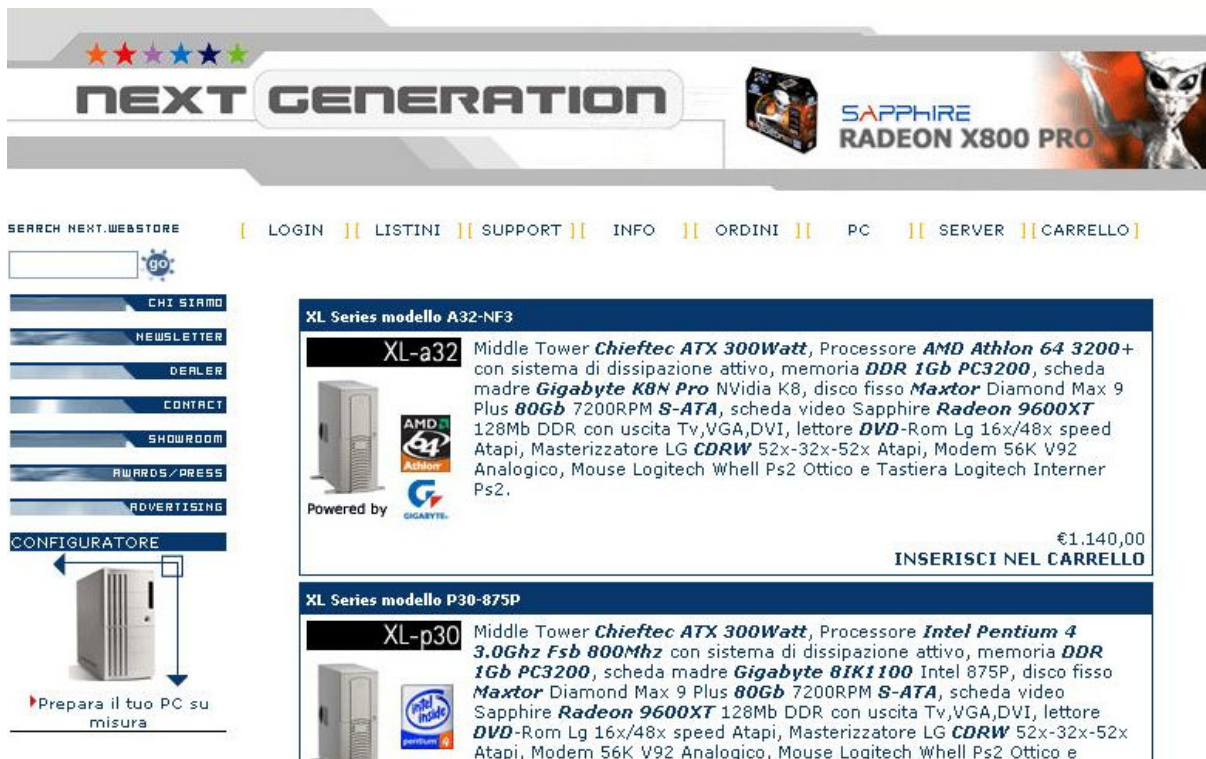 NEXT GENERATION
SAPPHIRE
RADEON X800 PRO
SEARCH NEXT.WEBSTORE
[ LOGIN ][ LISTINI ][ SUPPORT ][ INFO ][ ORDINI ][ PC ][ SERVER ][ CARRELLO ]
go
CHI SIAMO
NEWSLETTER
DEALER
CONTACT
SHOWROOM
AWARDS/PRESS
ADVERTISING
CONFIGURATORE
Prepara il tuo PC su
misura
XL Series modello A32-NF3
XL-a32
Middle Tower Chieftec ATX 300Watt, Processore AMD Athlon 64 3200+
con sistema di dissipazione attivo, memoria DDR 1Gb PC3200, scheda
madre Gigabyte K8N Pro NVidia K8, disco fisso Maxtor Diamond Max 9
Plus 80Gb 7200RPM S-ATA, scheda video Sapphire Radeon 9600XT
128Mb DDR con uscita Tv,VGA,DVI, lettore DVD-Rom Lg 16x/48x speed
Atapi, Masterizzatore LG CDRW 52x-32x-52x Atapi, Modem 56K V92
Analogico, Mouse Logitech Whell Ps2 Ottico e Tastiera Logitech Interner
Ps2.
AMD
64
Athlon
Powered by
GIGABYTE
€1.140,00
INSERISCI NEL CARRELLO
XL Series modello P30-875P
XL-p30
Middle Tower Chieftec ATX 300Watt, Processore Intel Pentium 4
3.0Ghz Fsb 800Mhz con sistema di dissipazione attivo, memoria DDR
1Gb PC3200, scheda madre Gigabyte 8IK1100 Intel 875P, disco fisso
Maxtor Diamond Max 9 Plus 80Gb 7200RPM S-ATA, scheda video
Sapphire Radeon 9600XT 128Mb DDR con uscita Tv,VGA,DVI, lettore
DVD-Rom Lg 16x/48x speed Atapi, Masterizzatore LG CDRW 52x-32x-52x
Atapi, Modem 56K V92 Analogico, Mouse Logitech Whell Ps2 Ottico e
intel
inside
pentium 4